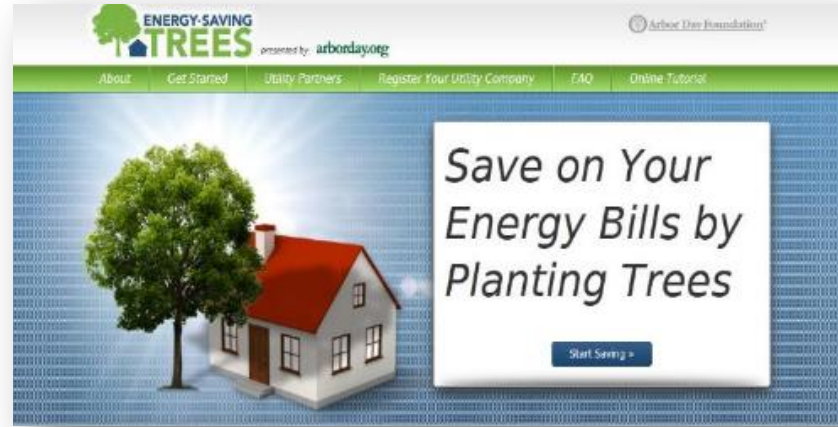 ENERGY-SAVING
TREES presented by: arborday.org
Arbor Day Foundation®
About Get Started Utility Partners Register Your Utility Company FAQ Online Tutorial
Save on Your
Energy Bills by
Planting Trees
Start Saving »